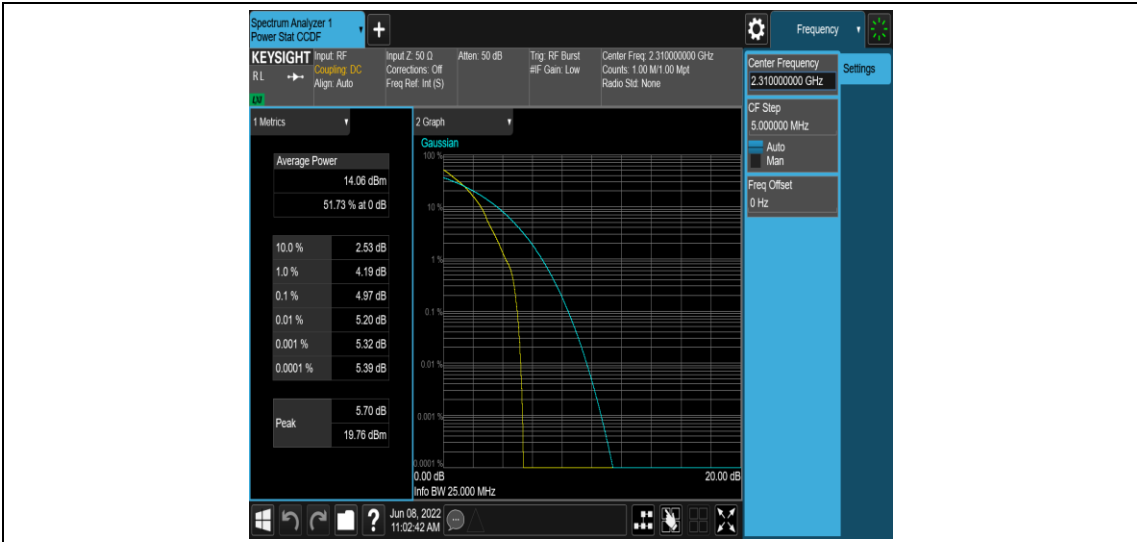 Spectrum Analyzer 1
Power Stat CCDF
+
Frequency
KEYSIGHT
Input: RF
Coupling: DC
Align: Auto
Input Z: 50 Ω
Corrections: Off
Freq Ref: Int (S)
Atten: 50 dB
Trig: RF Burst
#IF Gain: Low
Center Freq: 2.310000000 GHz
Counts: 1.00 M/1.00 Mpt
Radio Std: None
R L
LXI
Center Frequency
2.310000000 GHz
Settings
CF Step
5.000000 MHz
Auto
Man
Freq Offset
0 Hz
1 Metrics
Average Power
14.06 dBm
51.73 % at 0 dB
10.0 % 2.53 dB
1.0 % 4.19 dB
0.1 % 4.97 dB
0.01 % 5.20 dB
0.001 % 5.32 dB
0.0001 % 5.39 dB
Peak
5.70 dB
19.76 dBm
2 Graph
Gaussian
100 %
10 %
1 %
0.1 %
0.01 %
0.001 %
0.0001 %
0.00 dB 20.00 dB
Info BW 25.000 MHz
?
Jun 08, 2022
11:02:42 AM